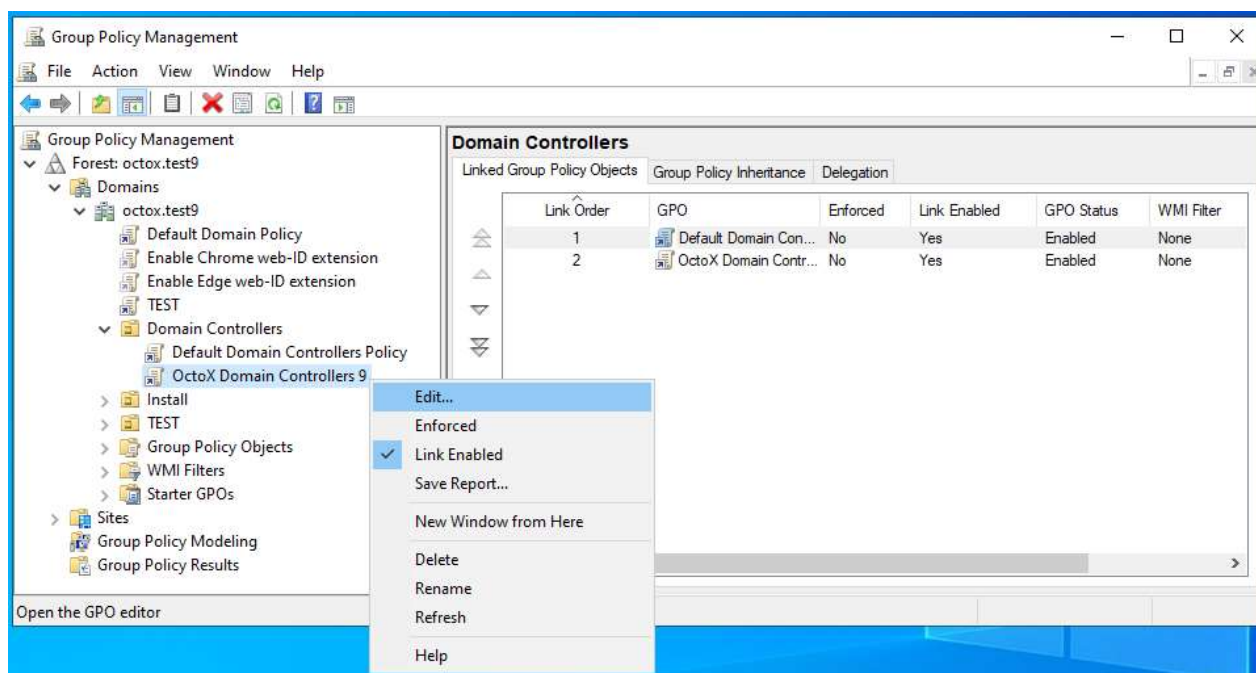 Group Policy Management
File Action View Window Help
Group Policy Management
Forest: octox.test9
Domains
octox.test9
Default Domain Policy
Enable Chrome web-ID extension
Enable Edge web-ID extension
TEST
Domain Controllers
Default Domain Controllers Policy
OctoX Domain Controllers 9
Install
TEST
Group Policy Objects
WMI Filters
Starter GPOs
Sites
Group Policy Modeling
Group Policy Results
Domain Controllers
Linked Group Policy Objects Group Policy Inheritance Delegation
Link Order GPO Enforced Link Enabled GPO Status WMI Filter
1 Default Domain Con... No Yes Enabled None
2 OctoX Domain Contr... No Yes Enabled None
Edit...
Enforced
Link Enabled
Save Report...
New Window from Here
Delete
Rename
Refresh
Help
Open the GPO editor